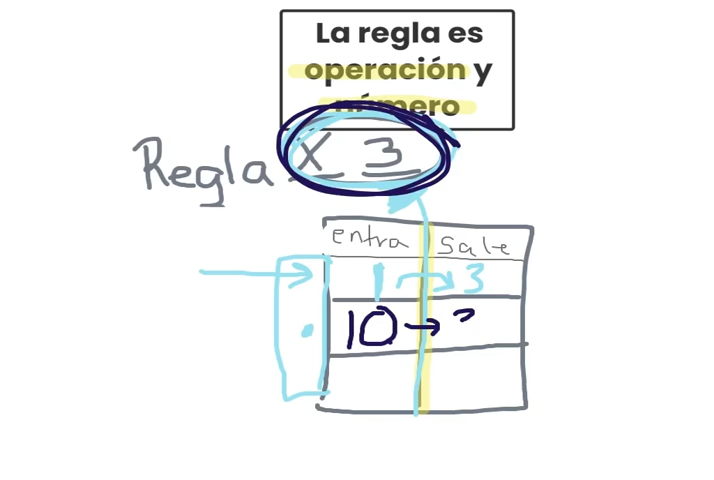 La regla es
operación y
número
Regla X 3
entra sale
1 → 3
10 → ?